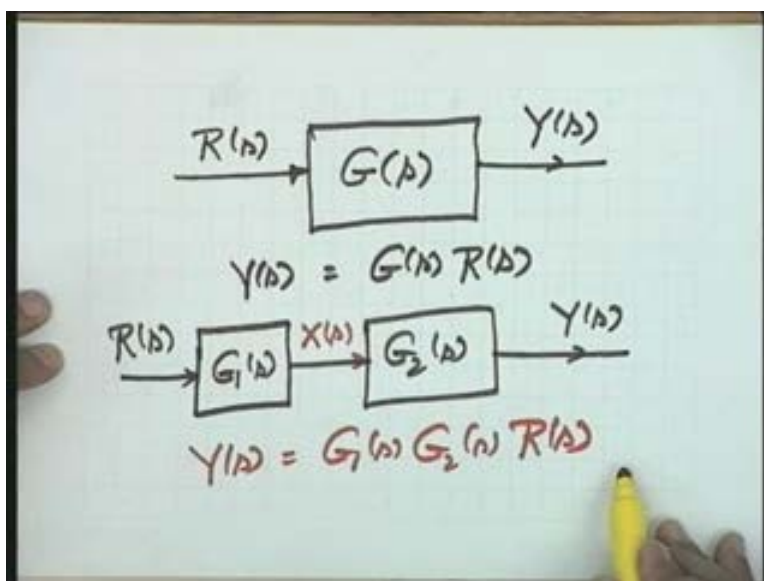 R(s) G(s) Y(s)
Y(s) = G(s) R(s)
R(s) G₁(s) X(s) G₂(s) Y(s)
Y(s) = G₁(s) G₂(s) R(s)